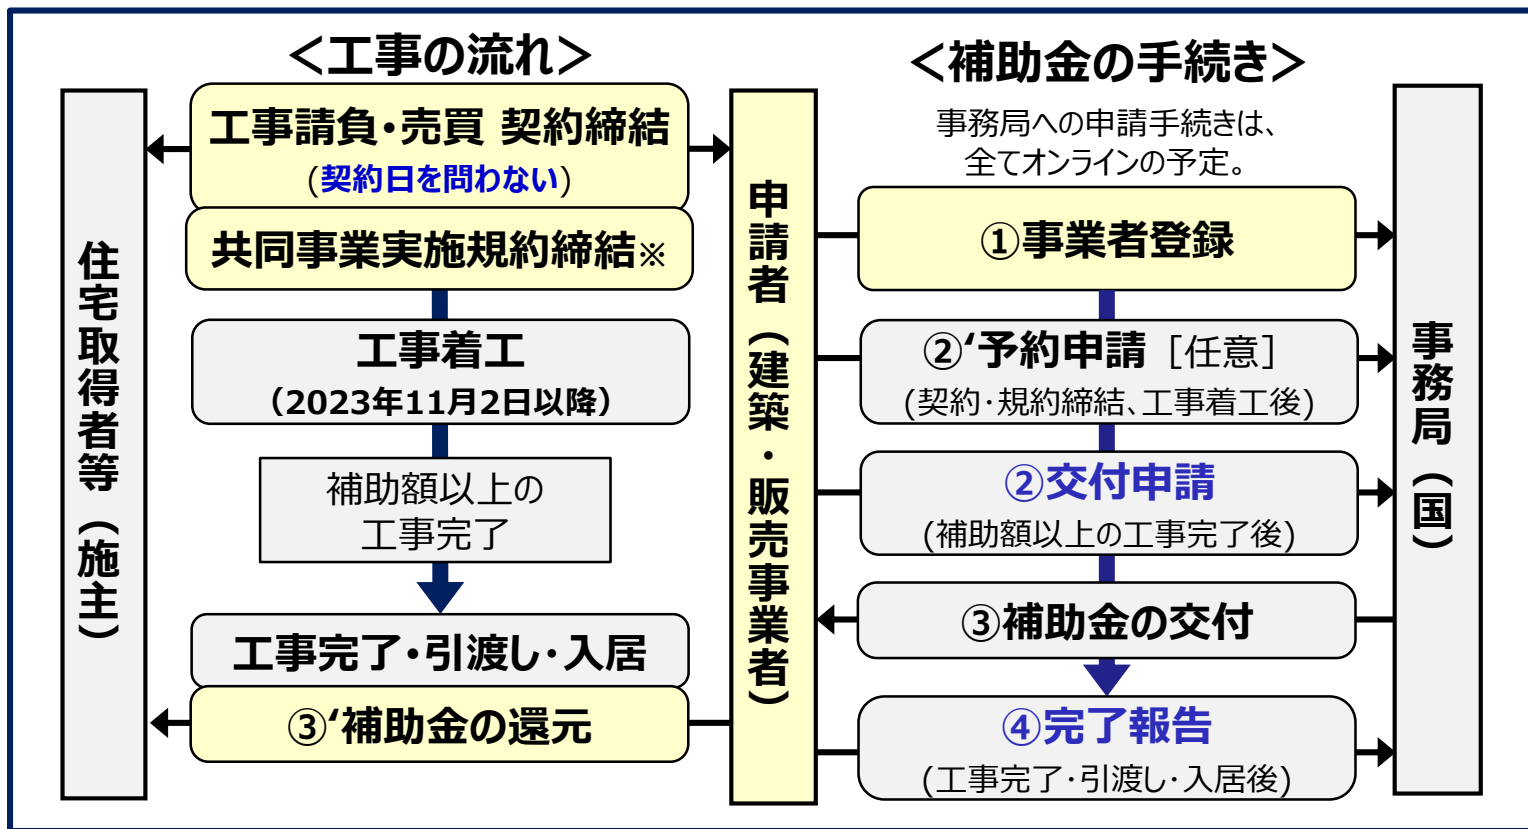 ＜工事の流れ＞
工事請負・売買 契約締結
(契約日を問わない)
共同事業実施規約締結※
工事着工
（2023年11月2日以降）
補助額以上の
工事完了
工事完了・引渡し・入居
③‘補助金の還元
住宅取得者等（施主）
申請者（建築・販売事業者）
＜補助金の手続き＞
事務局への申請手続きは、
全てオンラインの予定。
①事業者登録
②‘予約申請［任意］
(契約・規約締結、工事着工後)
②交付申請
(補助額以上の工事完了後)
③補助金の交付
④完了報告
(工事完了・引渡し・入居後)
事務局（国）